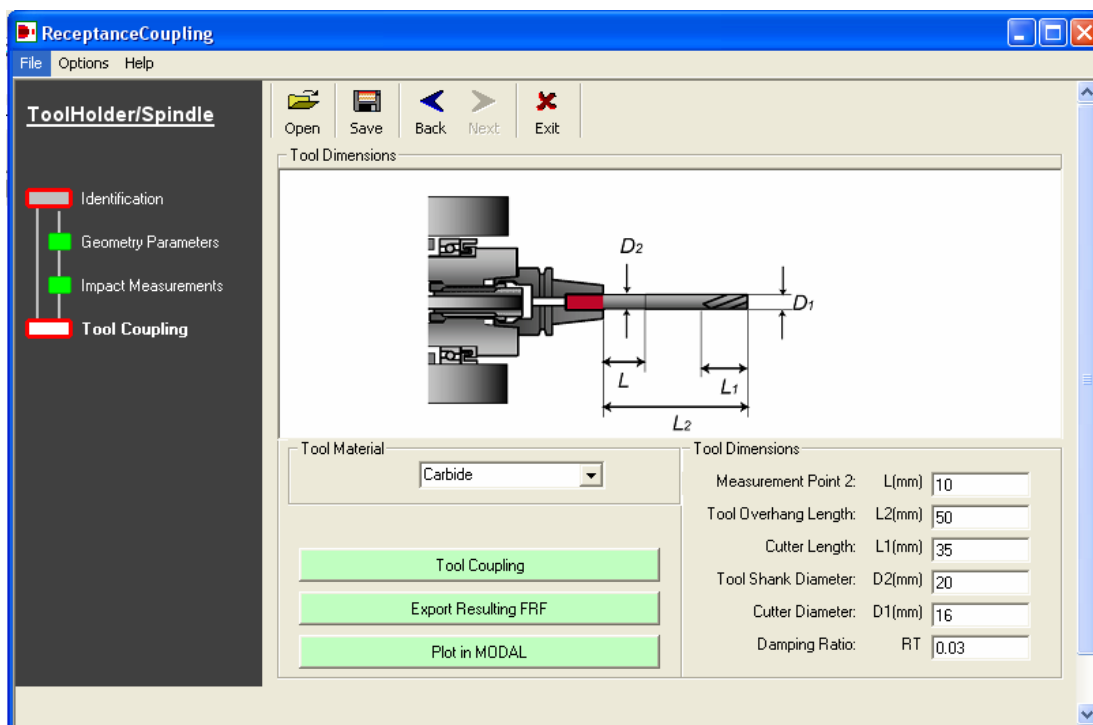 ReceptanceCoupling
File Options Help
ToolHolder/Spindle
Identification
Geometry Parameters
Impact Measurements
Tool Coupling
Open Save Back Next Exit
Tool Dimensions
D2
D1
L
L1
L2
Tool Material
Carbide
Tool Coupling
Export Resulting FRF
Plot in MODAL
Tool Dimensions
Measurement Point 2: L(mm) 10
Tool Overhang Length: L2(mm) 50
Cutter Length: L1(mm) 35
Tool Shank Diameter: D2(mm) 20
Cutter Diameter: D1(mm) 16
Damping Ratio: RT 0.03